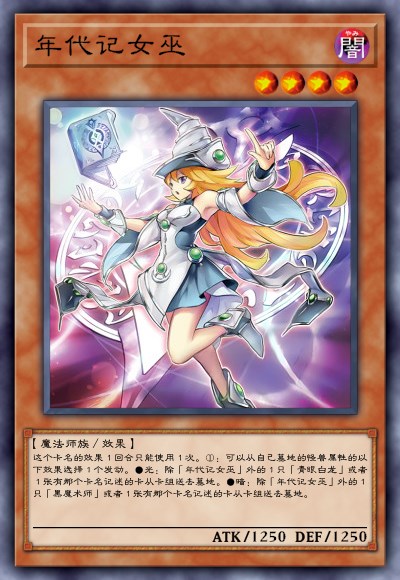 年代记女巫
やみ
闇
【魔法师族／效果】
这个卡名的效果1回合只能使用1次。①：可以从自己墓地的怪兽属性的以
下效果选择1个发动。●光：除「年代记女巫」外的1只「青眼白龙」或者
1张有那个卡名记述的卡从卡组送去墓地。●暗：除「年代记女巫」外的1
只「黑魔术师」或者1张有那个卡名记述的卡从卡组送去墓地。
ATK/1250 DEF/1250